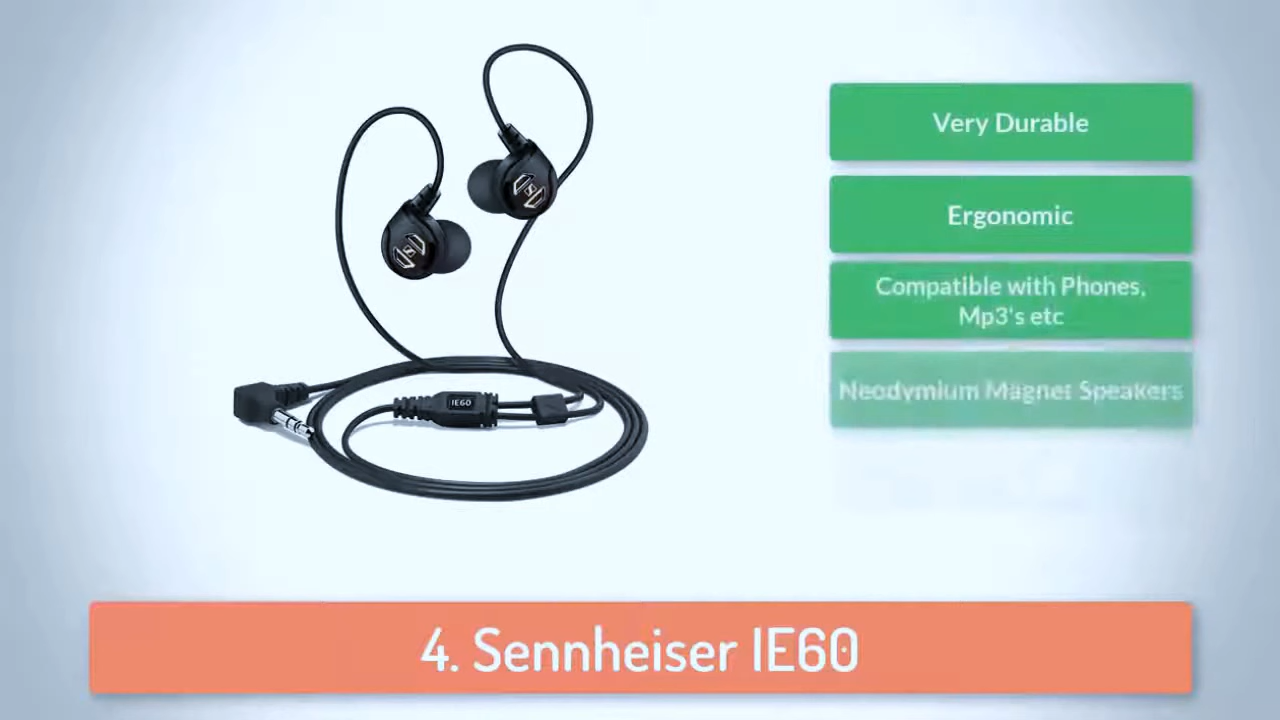 Very Durable
Ergonomic
Compatible with Phones,
Mp3's etc
Neodymium Magnet Speakers
IE60
4. Sennheiser IE60